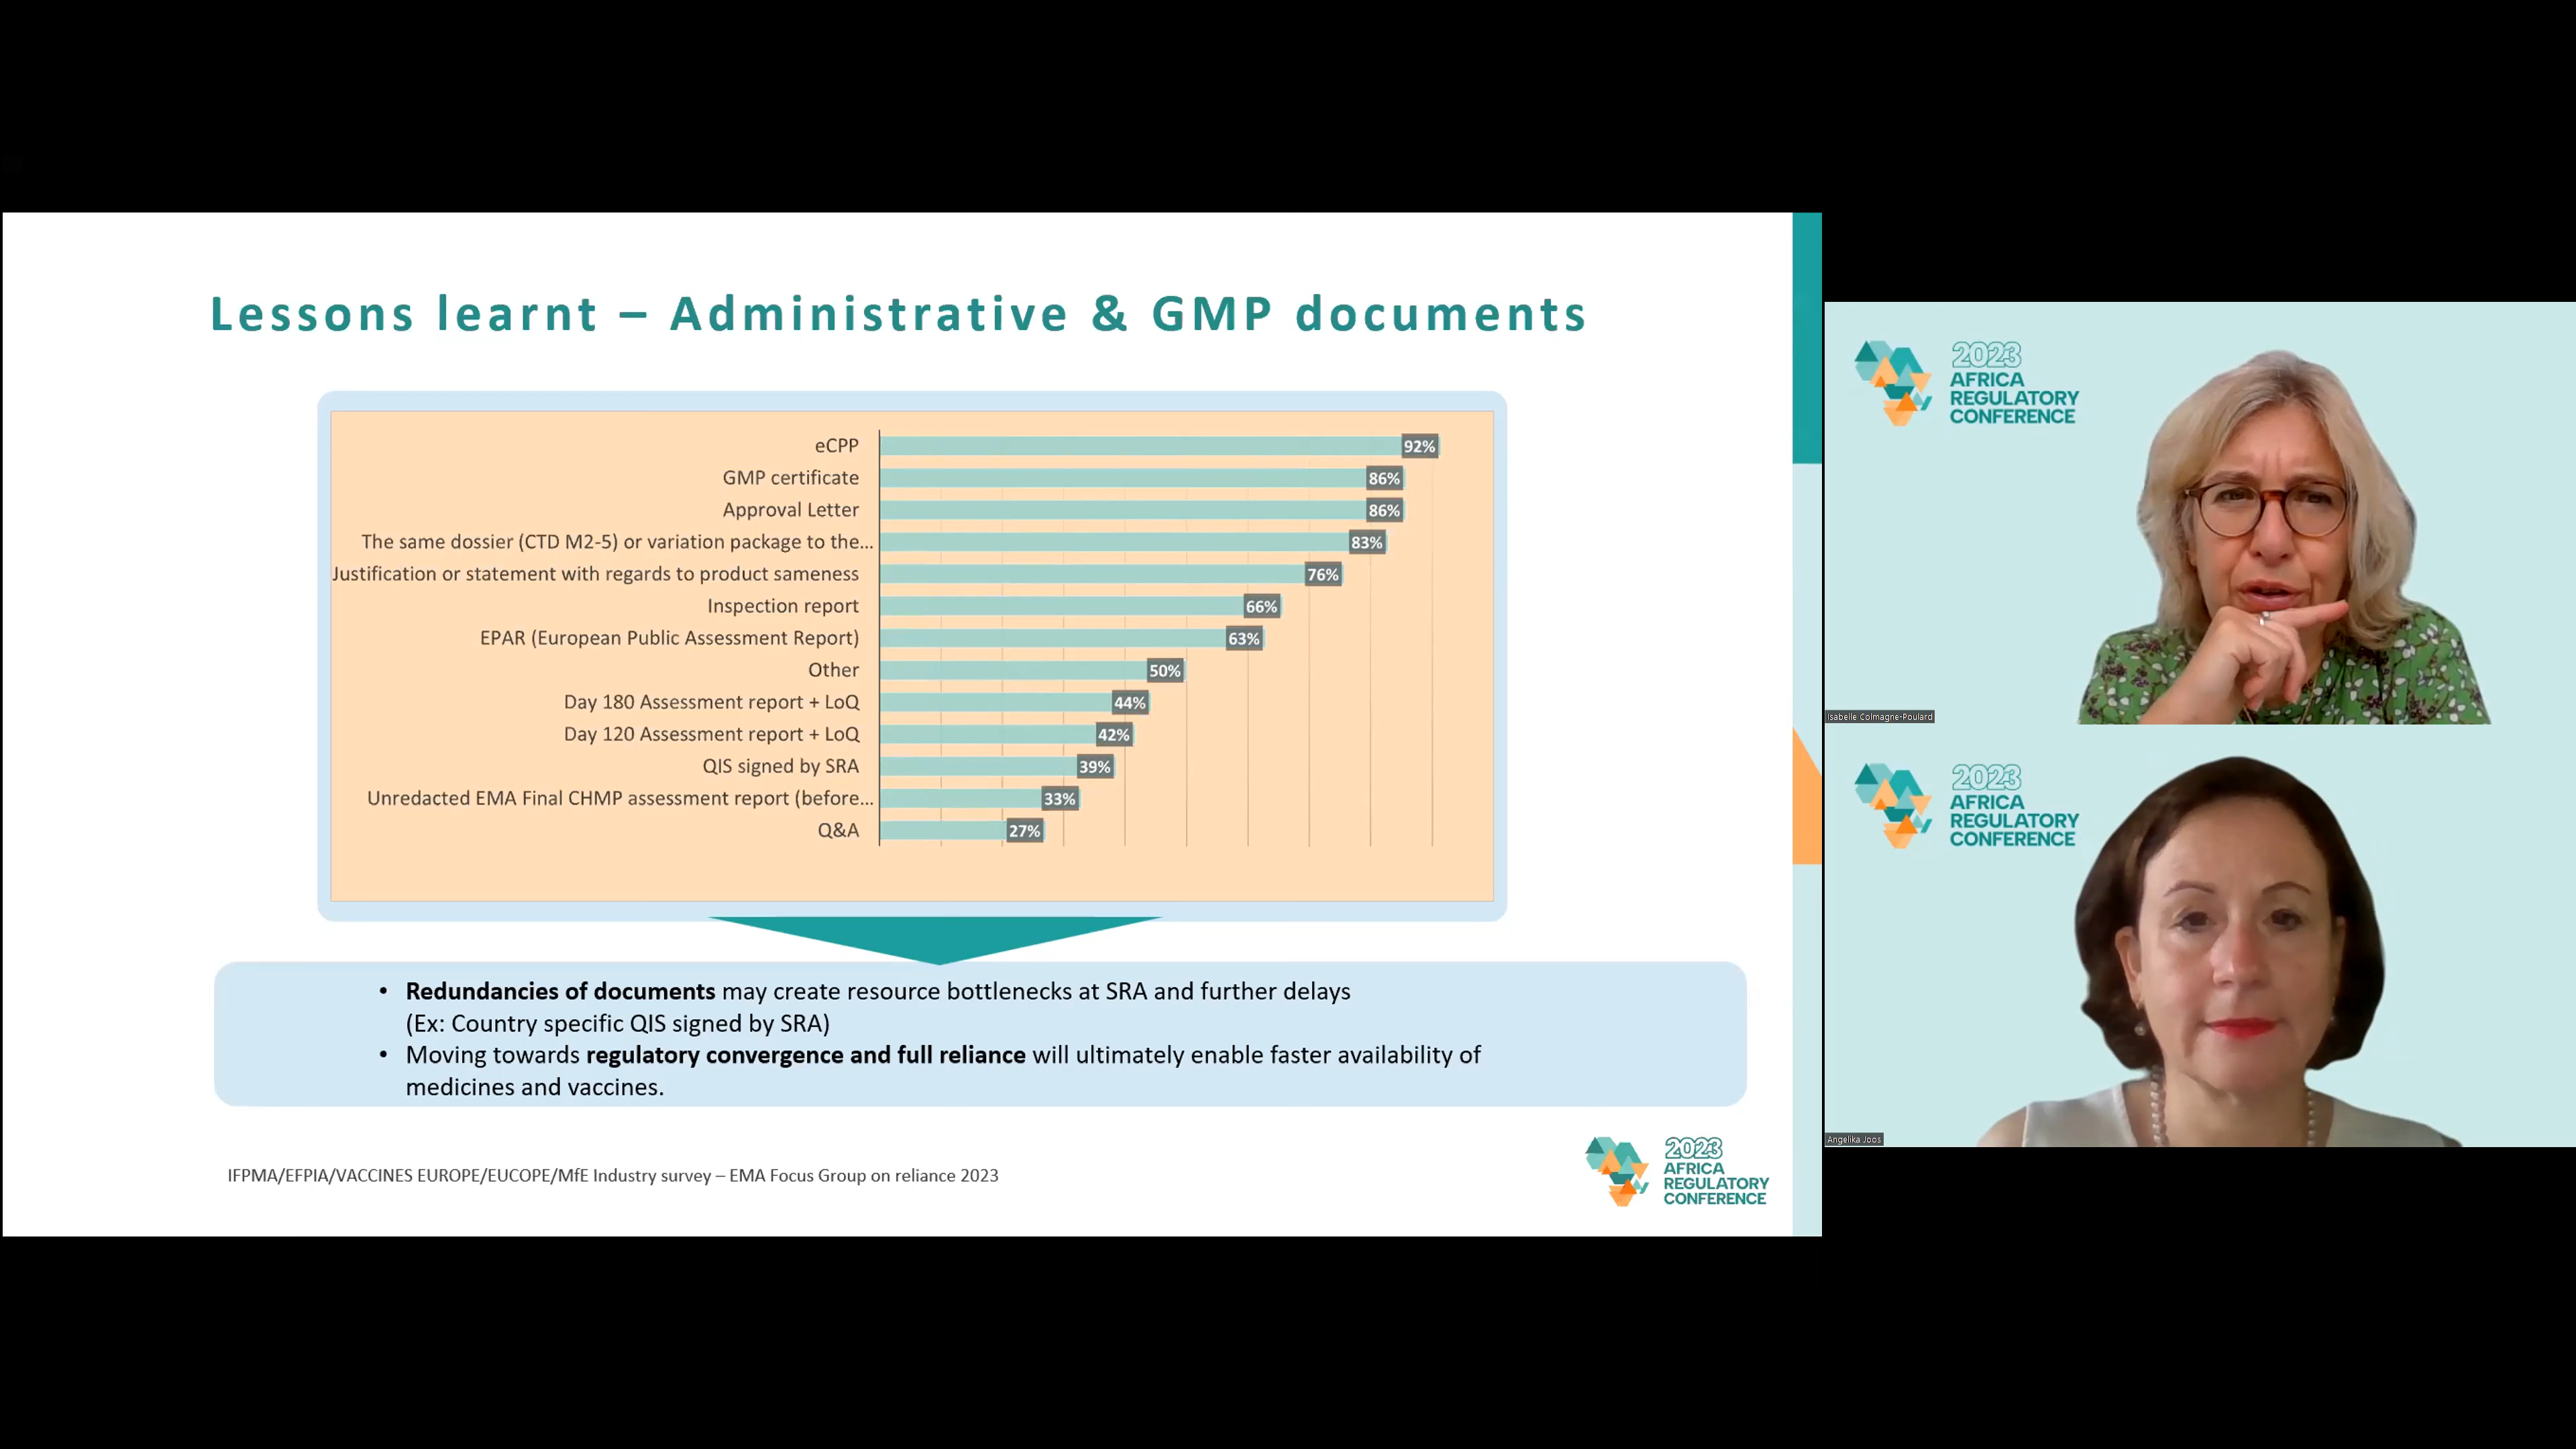 Lessons learnt – Administrative & GMP documents
eCPP 92%
GMP certificate 86%
Approval Letter 86%
The same dossier (CTD M2-5) or variation package to the... 83%
Justification or statement with regards to product sameness 76%
Inspection report 66%
EPAR (European Public Assessment Report) 63%
Other 50%
Day 180 Assessment report + LoQ 44%
Day 120 Assessment report + LoQ 42%
QIS signed by SRA 39%
Unredacted EMA Final CHMP assessment report (before... 33%
Q&A 27%
• Redundancies of documents may create resource bottlenecks at SRA and further delays
(Ex: Country specific QIS signed by SRA)
• Moving towards regulatory convergence and full reliance will ultimately enable faster availability of
medicines and vaccines.
IFPMA/EFPIA/VACCINES EUROPE/EUCOPE/MfE Industry survey – EMA Focus Group on reliance 2023
2023
AFRICA
REGULATORY
CONFERENCE
2023
AFRICA
REGULATORY
CONFERENCE
Isabelle Colmagne-Poulard
2023
AFRICA
REGULATORY
CONFERENCE
Angelika Joos